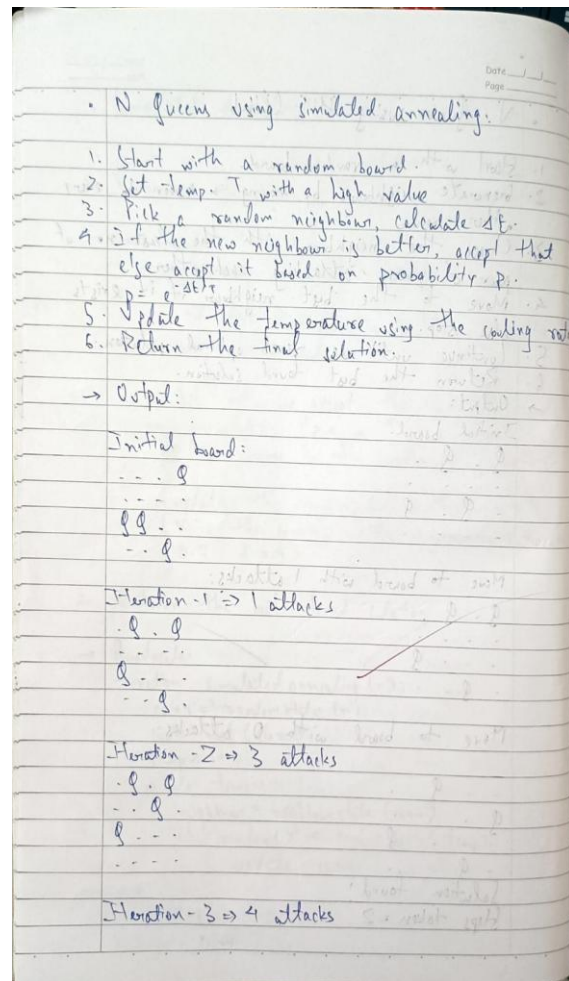 Date
Page
• N Queens using simulated annealing:
1. Start with a random board.
2. Set temp. T with a high value
3. Pick a random neighbour, calculate ΔE.
4. If the new neighbour is better, accept that
else accept it based on probability p.
p = e^-ΔE/T
5. Update the temperature using the cooling rate
6. Return the final solution.
→ Output:
Initial board:
- - - Q
- - - -
Q Q - -
- - Q -
Iteration - 1 => 1 attacks
- Q - Q
- - - -
Q - - -
- - Q
Iteration - 2 => 3 attacks
- Q - Q
- - Q -
Q - - -
- - - -
Iteration - 3 => 4 attacks